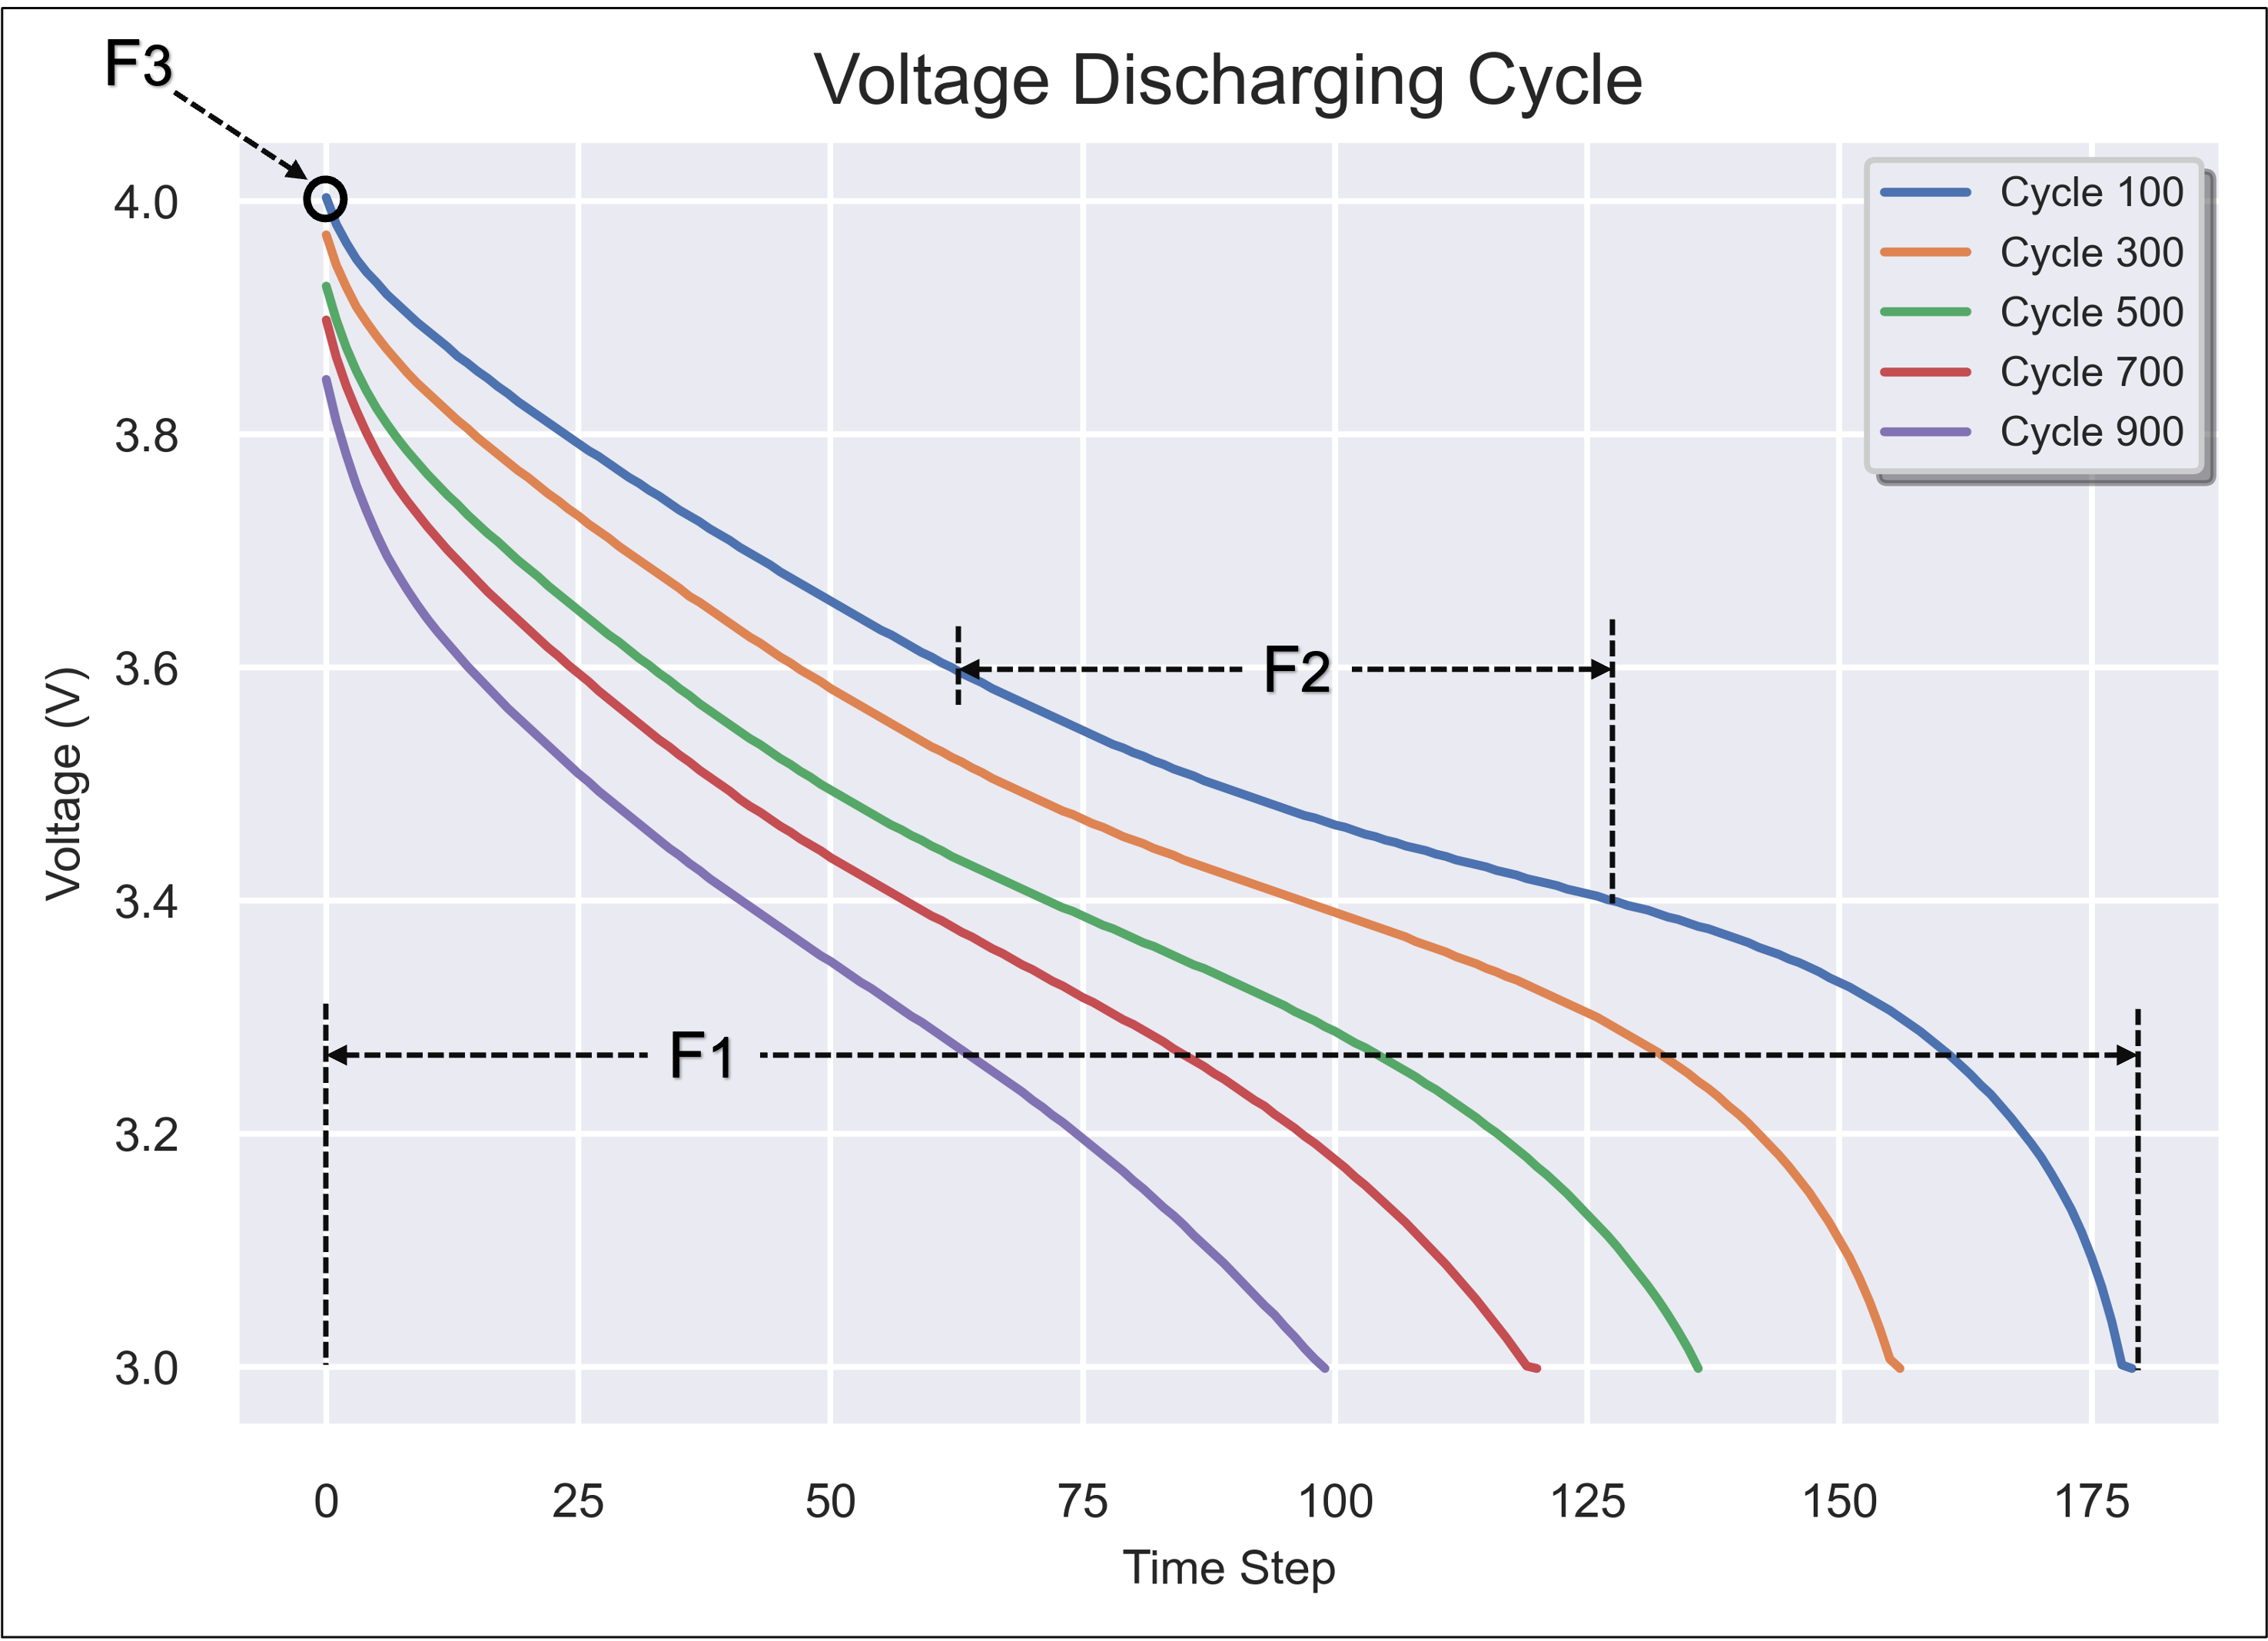 F3
Voltage Discharging Cycle
Cycle 100
Cycle 300
Cycle 500
Cycle 700
Cycle 900
Voltage (V)
4.0
3.8
3.6
3.4
3.2
3.0
F2
F1
0 25 50 75 100 125 150 175
Time Step